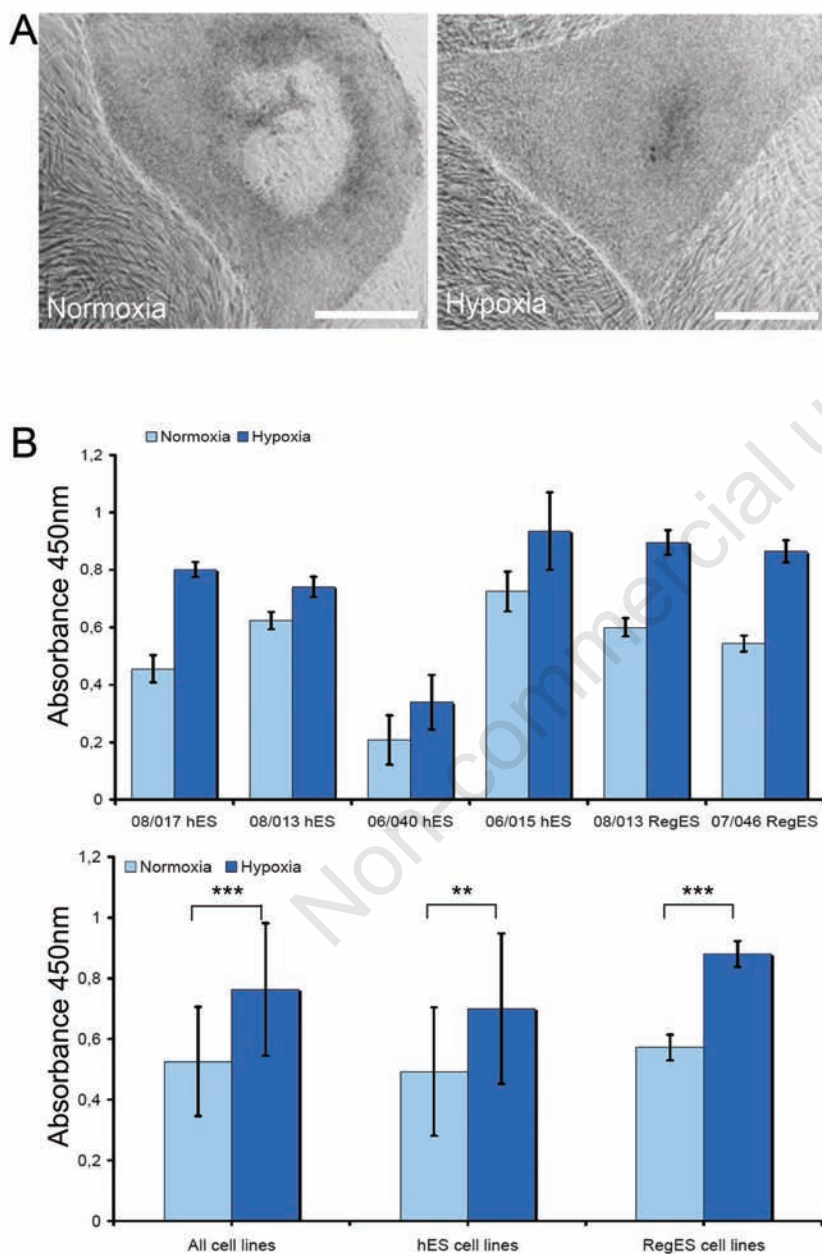 A
Normoxia
Hypoxia
B
Normoxia Hypoxia
Absorbance 450nm
1,2
1
0,8
0,6
0,4
0,2
0
08/017 hES 08/013 hES 06/040 hES 06/015 hES 08/013 RegES 07/046 RegES
Normoxia Hypoxia
Absorbance 450nm
1,2
1
0,8
0,6
0,4
0,2
0
*** ** ***
All cell lines hES cell lines RegES cell lines
Non-commercial u